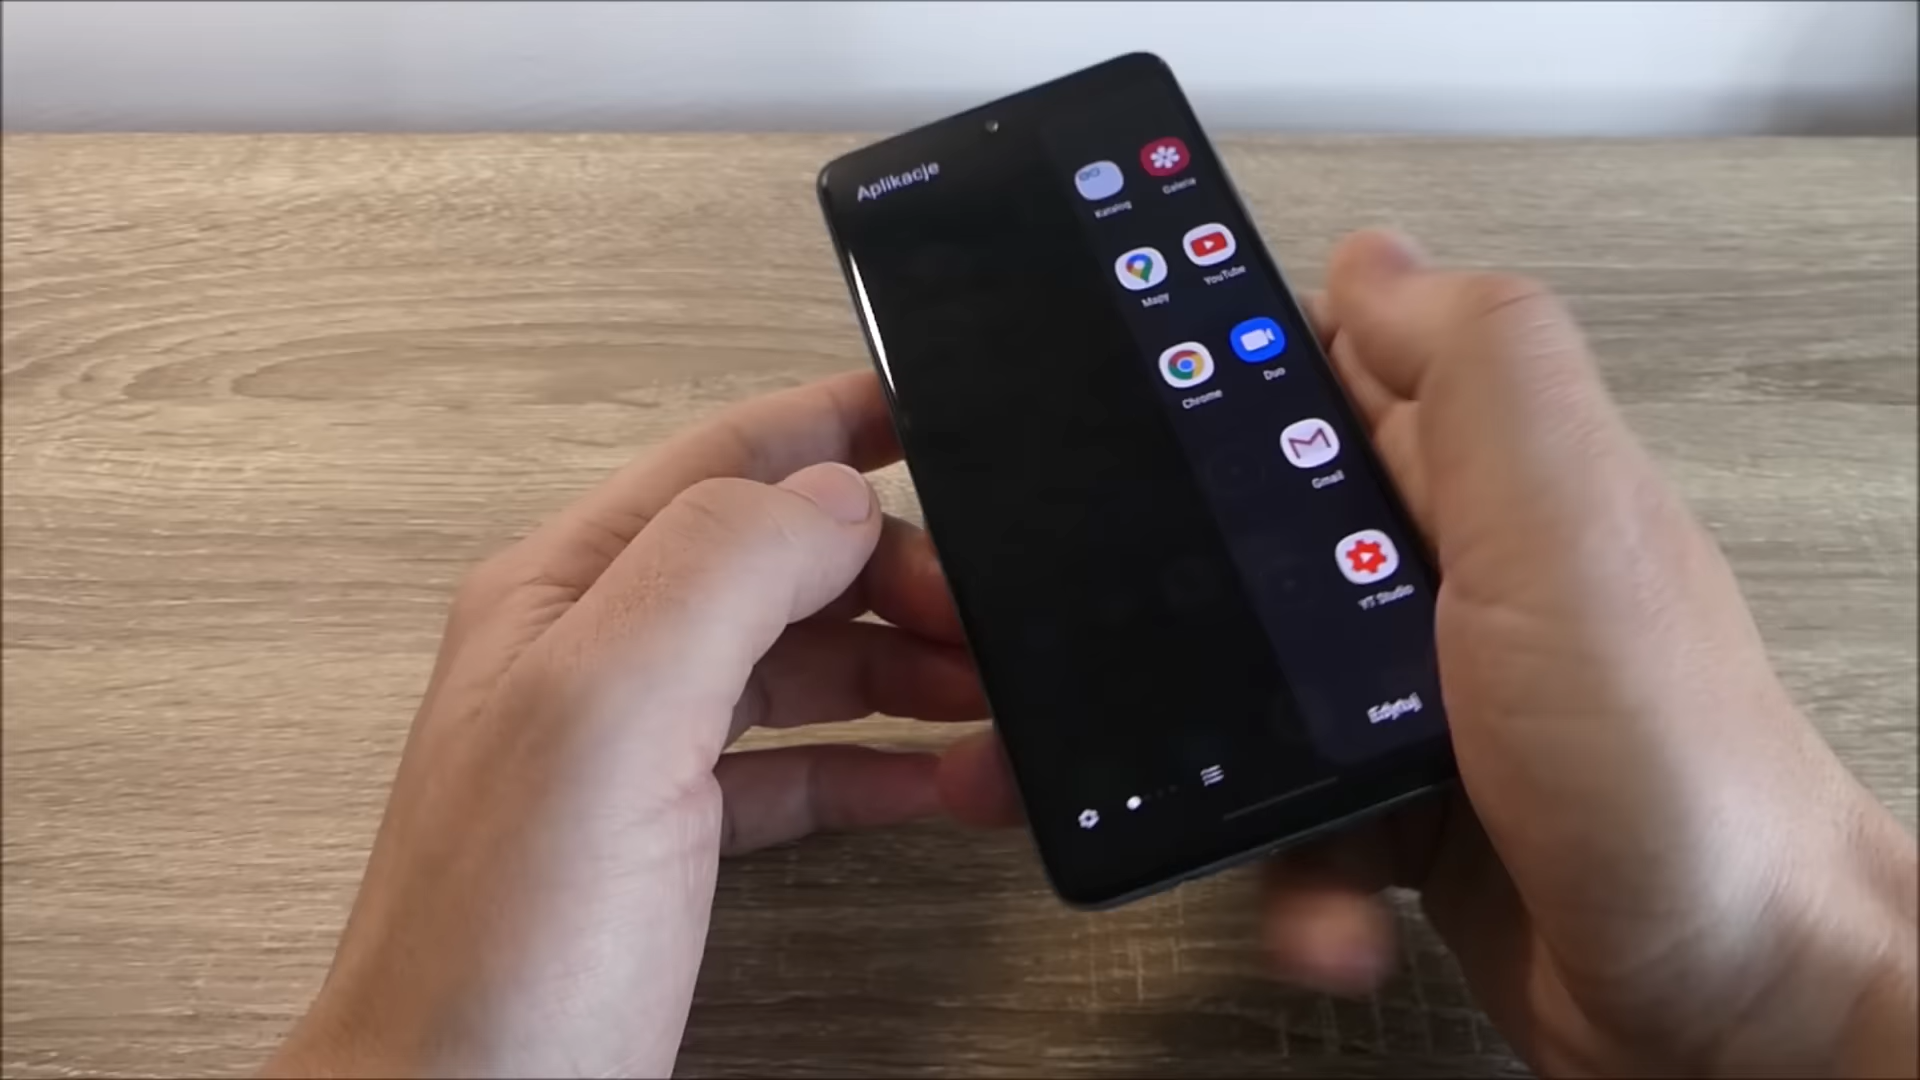 Aplikacje
Katalog
Galeria
Mapy
YouTube
Chrome
Duo
Gmail
YT Studio
Edytuj